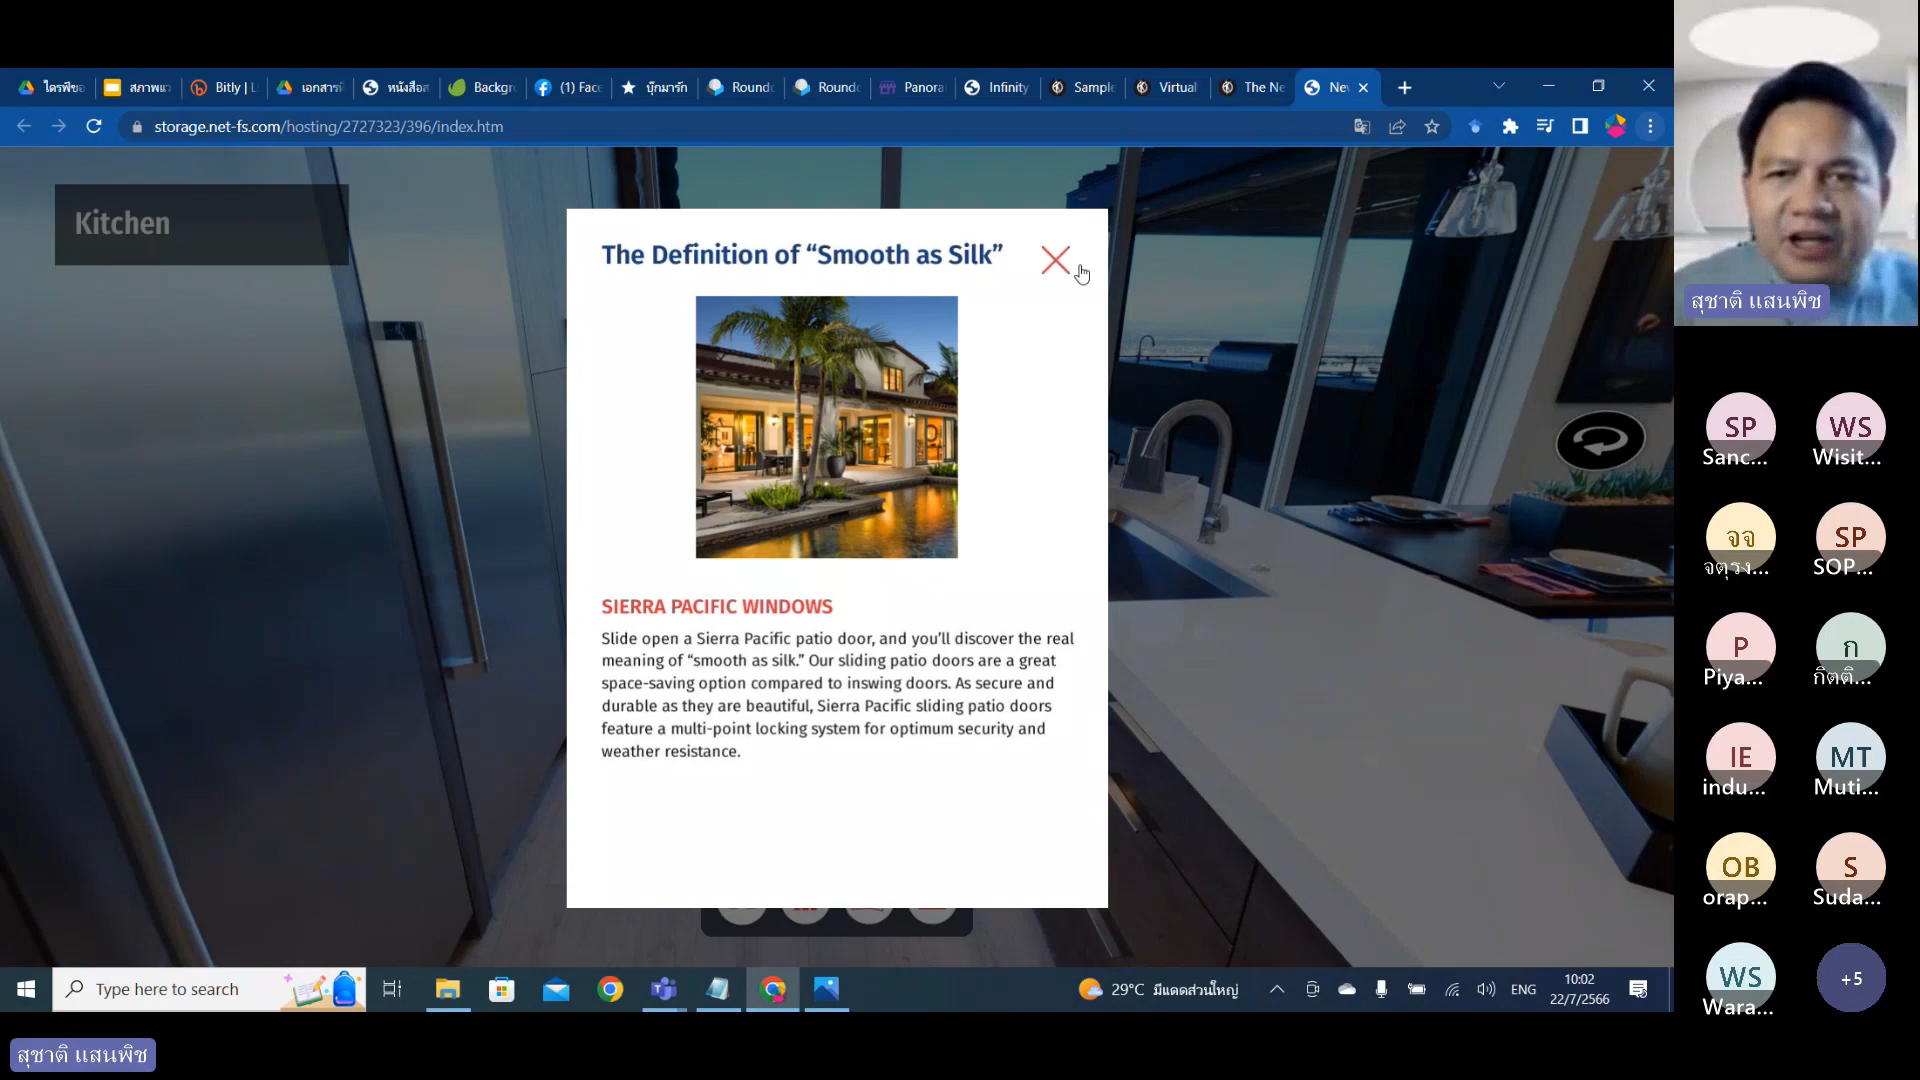 ไดรฟ์ของ
สภาพแว
Bitly | L
เอกสารที
หนังสือส
Backgr
(1) Face
บุ๊กมาร์ก
Roundc
Roundc
Panora
Infinity
Sample
Virtual
The Ne
New
storage.net-fs.com/hosting/2727323/396/index.htm
Kitchen
The Definition of “Smooth as Silk”
SIERRA PACIFIC WINDOWS
Slide open a Sierra Pacific patio door, and you’ll discover the real
meaning of “smooth as silk.” Our sliding patio doors are a great
space-saving option compared to inswing doors. As secure and
durable as they are beautiful, Sierra Pacific sliding patio doors
feature a multi-point locking system for optimum security and
weather resistance.
สุชาติ แสนพิช
SP
Sanc...
WS
Wisit...
จจ
จตุรง...
SP
SOP...
P
Piya...
ก
กิตติ...
IE
indu...
MT
Muti...
OB
orap...
S
Suda...
WS
Wara...
+5
Type here to search
29°C มีแดดส่วนใหญ่
ENG
10:02
22/7/2566
สุชาติ แสนพิช